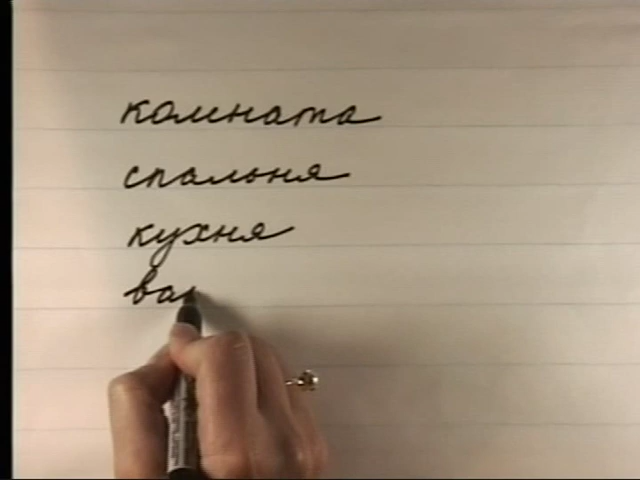 комната
спальня
кухня
ва